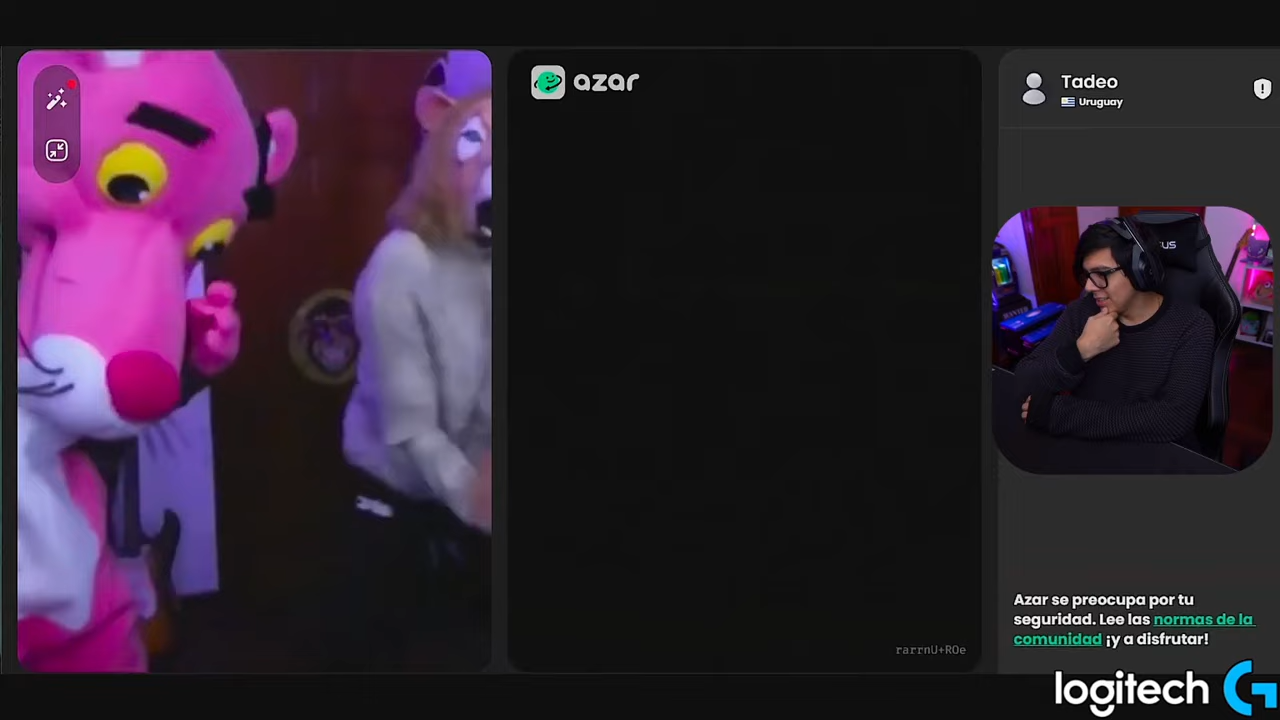 azar
Tadeo
Uruguay
rarrnU+ROe
Azar se preocupa por tu
seguridad. Lee las normas de la
comunidad ¡y a disfrutar!
logitech G